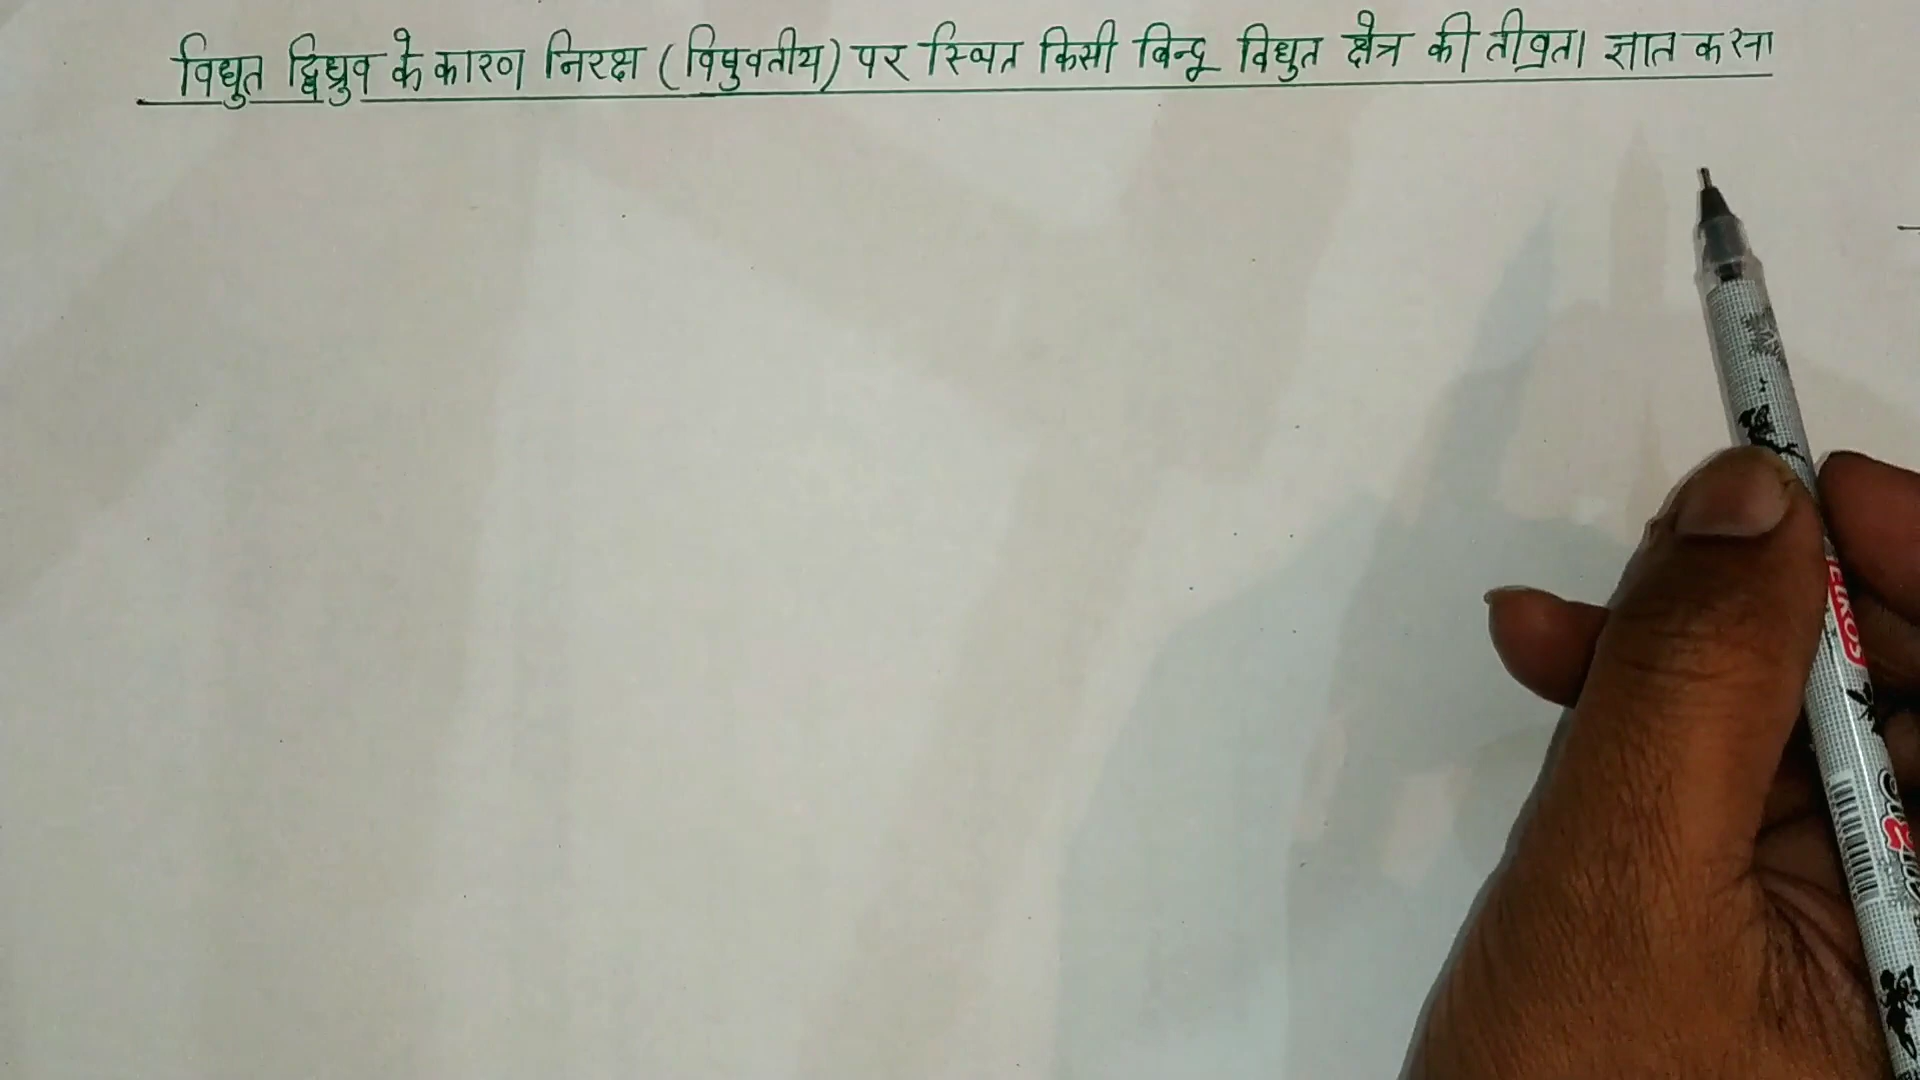 विद्युत द्विध्रुव के कारण निरक्ष (विषुवतीय) पर स्थित किसी बिन्दू विद्युत क्षेत्र की तीव्रता ज्ञात करना